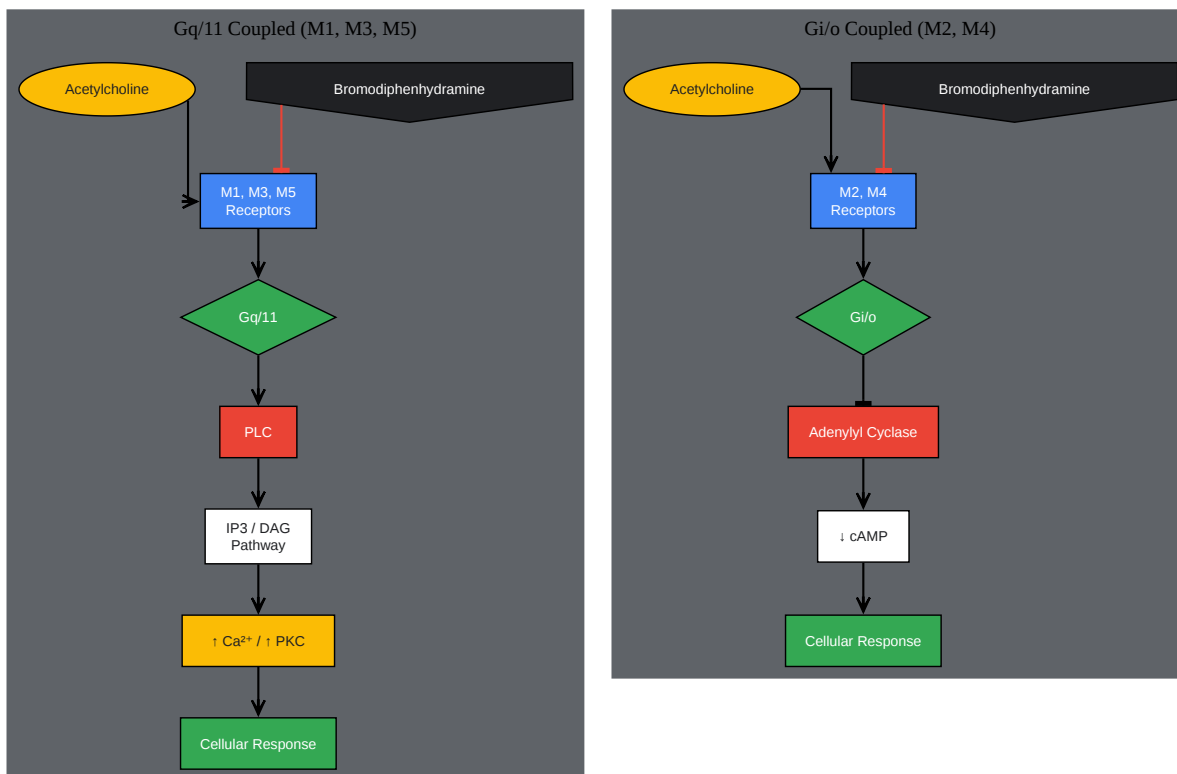 Gq/11 Coupled (M1, M3, M5)
Acetylcholine
Bromodiphenhydramine
M1, M3, M5
Receptors
Gq/11
PLC
IP3 / DAG
Pathway
↑ Ca²⁺ / ↑ PKC
Cellular Response
Gi/o Coupled (M2, M4)
Acetylcholine
Bromodiphenhydramine
M2, M4
Receptors
Gi/o
Adenylyl Cyclase
↓ cAMP
Cellular Response